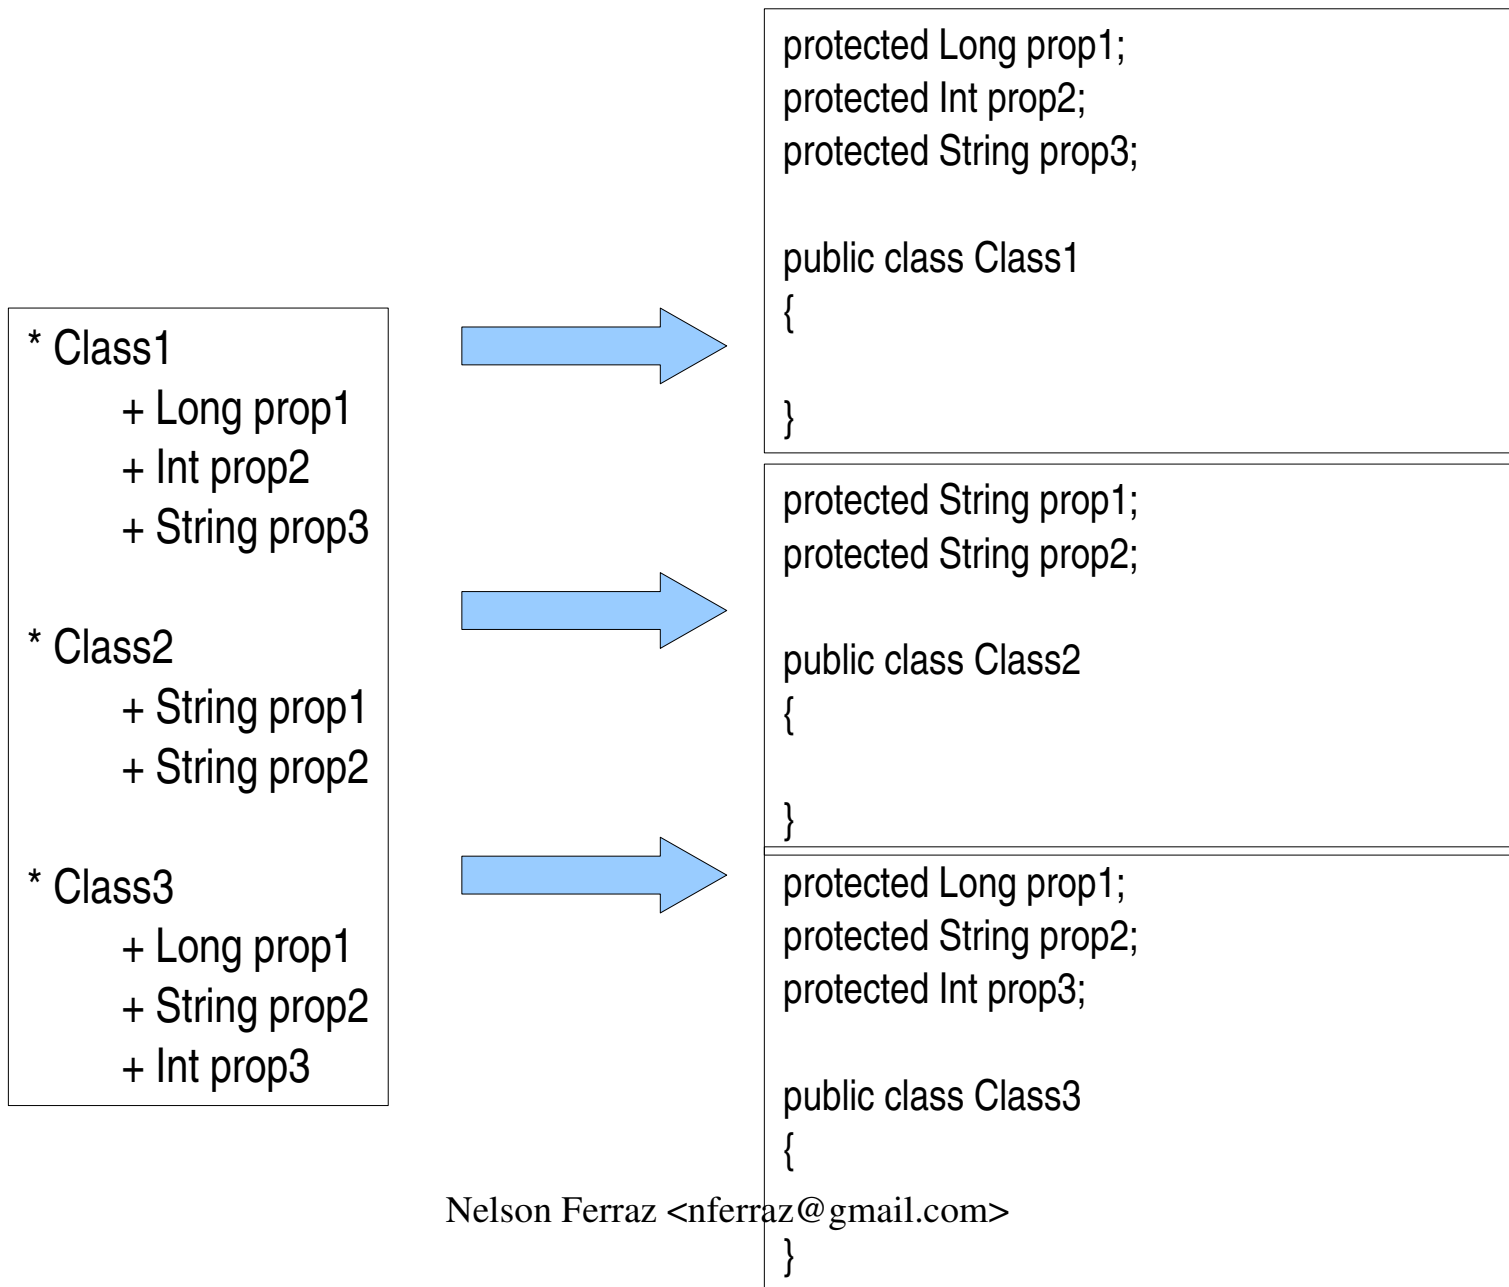 * Class1
+ Long prop1
+ Int prop2
+ String prop3
* Class2
+ String prop1
+ String prop2
* Class3
+ Long prop1
+ String prop2
+ Int prop3
protected Long prop1;
protected Int prop2;
protected String prop3;
public class Class1
{
}
protected String prop1;
protected String prop2;
public class Class2
{
}
protected Long prop1;
protected String prop2;
protected Int prop3;
public class Class3
{
}
Nelson Ferraz <nferraz@gmail.com>